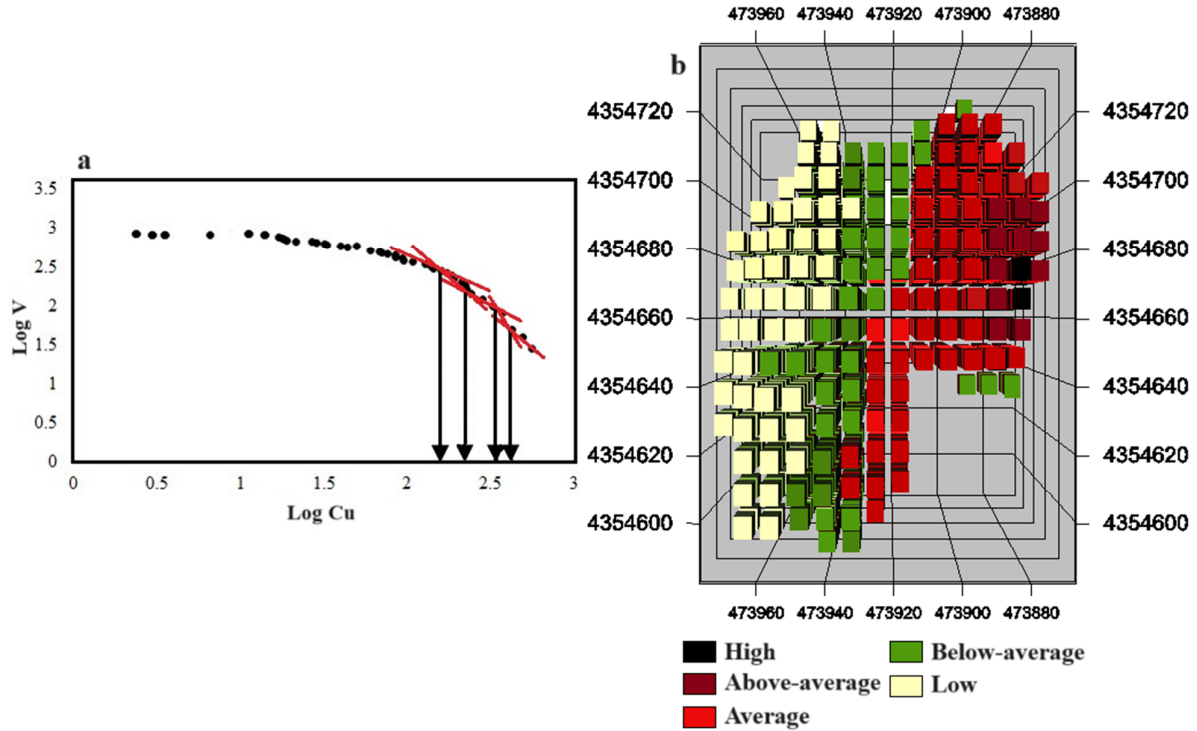 a
3.5
3
2.5
2
1.5
1
0.5
0
Log V
0 0.5 1 1.5 2 2.5 3
Log Cu
b
473960 473940 473920 473900 473880
4354720 4354720
4354700 4354700
4354680 4354680
4354660 4354660
4354640 4354640
4354620 4354620
4354600 4354600
473960 473940 473920 473900 473880
High
Above-average
Average
Below-average
Low